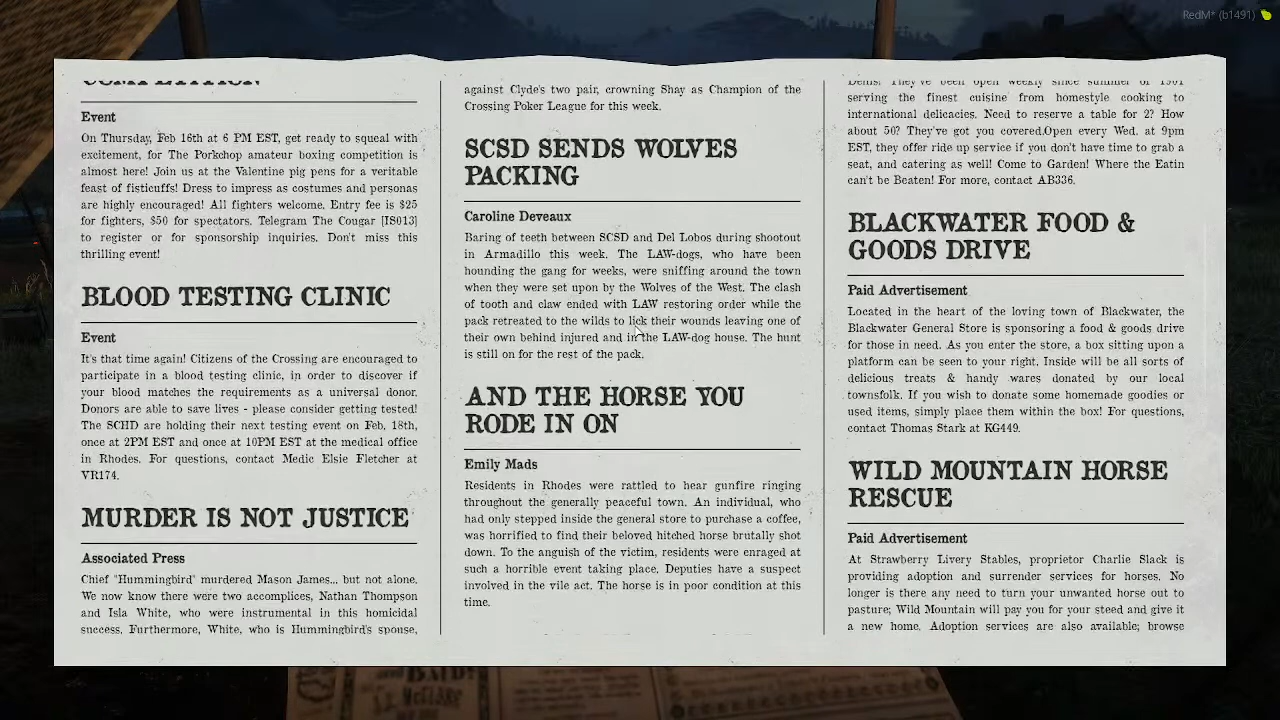 RedM* (b1491)
COMPETITION
Event
On Thursday, Feb 16th at 6 PM EST, get ready to squeal with
excitement, for The Porkchop amateur boxing competition is
almost here! Join us at the Valentine pig pens for a veritable
feast of fisticuffs! Dress to impress as costumes and personas
are highly encouraged! All fighters welcome. Entry fee is $25
for fighters, $50 for spectators. Telegram The Cougar [IS013]
to register or for sponsorship inquiries. Don't miss this
thrilling event!
BLOOD TESTING CLINIC
Event
It's that time again! Citizens of the Crossing are encouraged to
participate in a blood testing clinic, in order to discover if
your blood matches the requirements as a universal donor.
Donors are able to save lives - please consider getting tested!
The SCHD are holding their next testing event on Feb. 18th,
once at 2PM EST and once at 10PM EST at the medical office
in Rhodes. For questions, contact Medic Elsie Fletcher at
VR174.
MURDER IS NOT JUSTICE
Associated Press
Chief "Hummingbird" murdered Mason James... but not alone.
We now know there were two accomplices, Nathan Thompson
and Isla White, who were instrumental in this homicidal
success. Furthermore, White, who is Hummingbird's spouse,
against Clyde's two pair, crowning Shay as Champion of the
Crossing Poker League for this week.
SCSD SENDS WOLVES
PACKING
Caroline Deveaux
Baring of teeth between SCSD and Del Lobos during shootout
in Armadillo this week. The LAW-dogs, who have been
hounding the gang for weeks, were sniffing around the town
when they were set upon by the Wolves of the West. The clash
of tooth and claw ended with LAW restoring order while the
pack retreated to the wilds to lick their wounds leaving one of
their own behind injured and in the LAW-dog house. The hunt
is still on for the rest of the pack.
AND THE HORSE YOU
RODE IN ON
Emily Mads
Residents in Rhodes were rattled to hear gunfire ringing
throughout the generally peaceful town. An individual, who
had only stepped inside the general store to purchase a coffee,
was horrified to find their beloved hitched horse brutally shot
down. To the anguish of the victim, residents were enraged at
such a horrible event taking place. Deputies have a suspect
involved in the vile act. The horse is in poor condition at this
time.
Denis! They've been open weekly since summer of 1901
serving the finest cuisine from homestyle cooking to
international delicacies. Need to reserve a table for 2? How
about 50? They've got you covered.Open every Wed. at 9pm
EST, they offer ride up service if you don't have time to grab a
seat, and catering as well! Come to Garden! Where the Eatin
can't be Beaten! For more, contact AB336.
BLACKWATER FOOD &
GOODS DRIVE
Paid Advertisement
Located in the heart of the loving town of Blackwater, the
Blackwater General Store is sponsoring a food & goods drive
for those in need. As you enter the store, a box sitting upon a
platform can be seen to your right. Inside will be all sorts of
delicious treats & handy wares donated by our local
townsfolk. If you wish to donate some homemade goodies or
used items, simply place them within the box! For questions,
contact Thomas Stark at KG449.
WILD MOUNTAIN HORSE
RESCUE
Paid Advertisement
At Strawberry Livery Stables, proprietor Charlie Slack is
providing adoption and surrender services for horses. No
longer is there any need to turn your unwanted horse out to
pasture; Wild Mountain will pay you for your steed and give it
a new home. Adoption services are also available; browse